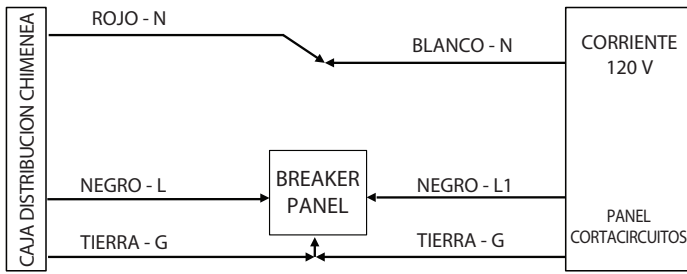 CAJA DISTRIBUCION CHIMENEA
ROJO - N
BLANCO - N
CORRIENTE
120 V
NEGRO - L
BREAKER
PANEL
NEGRO - L1
TIERRA - G
TIERRA - G
PANEL
CORTACIRCUITOS